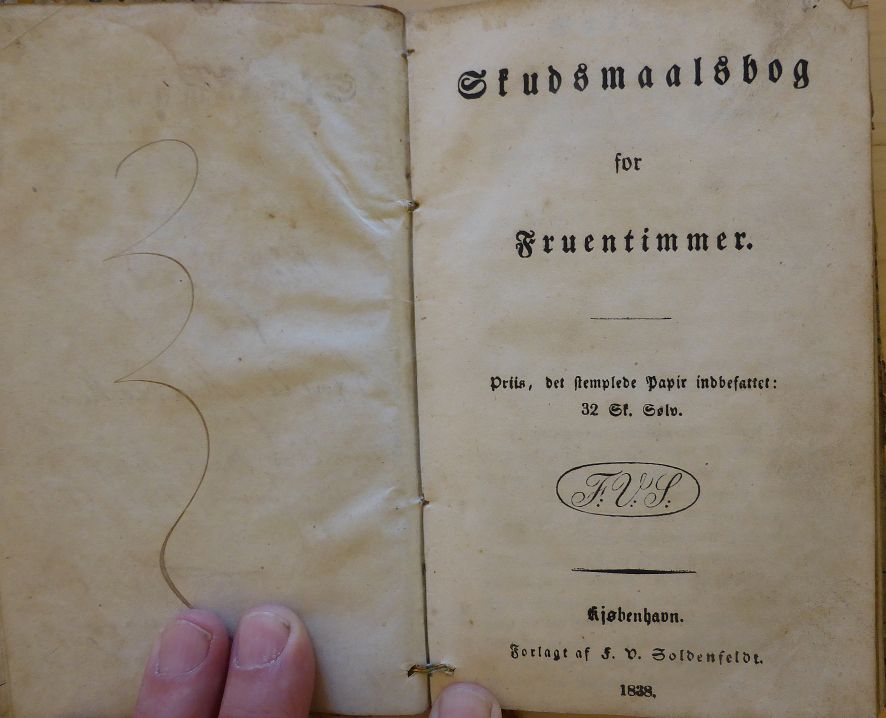 Skudsmaalsbog
for
Fruentimmer.
Priis, det stemplede Papir indbefattet:
32 Sk. Sølv.
F. V. S.
Kjøbenhavn.
Forlagt af F. V. Soldenfeldt.
1838.